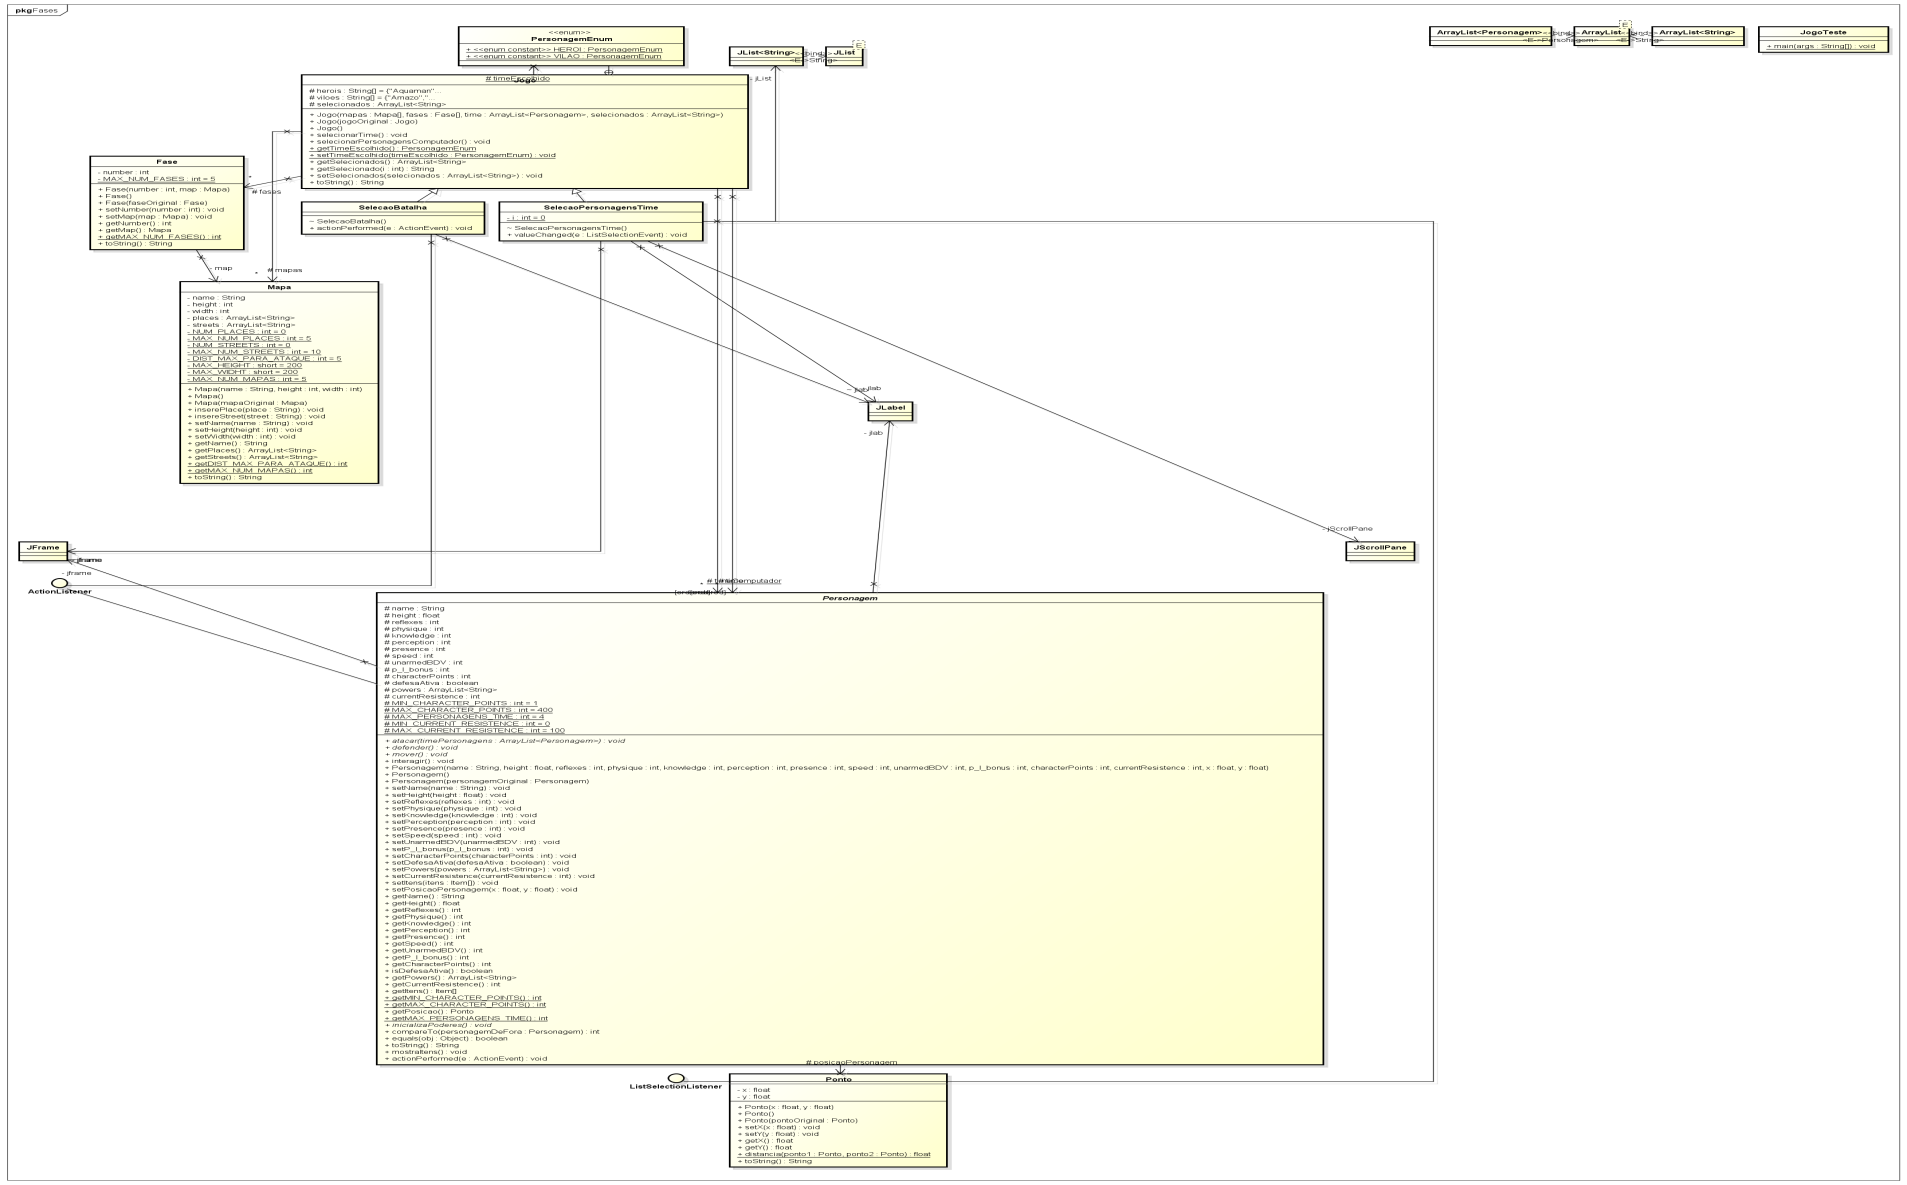 pkg Fases
<<enum>>
PersonagemEnum
+ <<enum constant>> HEROI : PersonagemEnum
+ <<enum constant>> VILAO : PersonagemEnum
JList<String>
<<bind>>
<E->String>
JList
E
- jList
ArrayList<Personagem>
<<bind>>
<E->Personagem>
ArrayList
E
<<bind>>
<E->String>
ArrayList<String>
JogoTeste
+ main(args : String[]) : void
# timeEscolhido
Jogo
# herois : String[] = {"Aquaman"...
# viloes : String[] = {"Amazo","...
# selecionados : ArrayList<String>
+ Jogo(mapas : Mapa[], fases : Fase[], time : ArrayList<Personagem>, selecionados : ArrayList<String>)
+ Jogo(jogoOriginal : Jogo)
+ Jogo()
+ selecionarTime() : void
+ selecionarPersonagensComputador() : void
+ getTimeEscolhido() : PersonagemEnum
+ setTimeEscolhido(timeEscolhido : PersonagemEnum) : void
+ getSelecionados() : ArrayList<String>
+ getSelecionado(i : int) : String
+ setSelecionados(selecionados : ArrayList<String>) : void
+ toString() : String
Fase
- number : int
- MAX_NUM_FASES : int = 5
+ Fase(number : int, map : Mapa)
+ Fase()
+ Fase(faseOriginal : Fase)
+ setNumber(number : int) : void
+ setMap(map : Mapa) : void
+ getNumber() : int
+ getMap() : Mapa
+ getMAX_NUM_FASES() : int
+ toString() : String
*
# fases
SelecaoBatalha
~ SelecaoBatalha()
+ actionPerformed(e : ActionEvent) : void
SelecaoPersonagensTime
- i : int = 0
~ SelecaoPersonagensTime()
+ valueChanged(e : ListSelectionEvent) : void
- map
*
# mapas
Mapa
- name : String
- height : int
- width : int
- places : ArrayList<String>
- streets : ArrayList<String>
- NUM_PLACES : int = 0
- MAX_NUM_PLACES : int = 5
- NUM_STREETS : int = 0
- MAX_NUM_STREETS : int = 10
- DIST_MAX_PARA_ATAQUE : int = 5
- MAX_HEIGHT : short = 200
- MAX_WIDHT : short = 200
- MAX_NUM_MAPAS : int = 5
+ Mapa(name : String, height : int, width : int)
+ Mapa()
+ Mapa(mapaOriginal : Mapa)
+ inserePlace(place : String) : void
+ insereStreet(street : String) : void
+ setName(name : String) : void
+ setHeight(height : int) : void
+ setWidth(width : int) : void
+ getName() : String
+ getPlaces() : ArrayList<String>
+ getStreets() : ArrayList<String>
+ getDIST_MAX_PARA_ATAQUE() : int
+ getMAX_NUM_MAPAS() : int
+ toString() : String
~ jlab
jlab
JLabel
- jlab
- jScrollPane
JScrollPane
JFrame
- jframe
- jframe
ActionListener
*
# computador
Personagem
# name : String
# height : float
# reflexes : int
# physique : int
# knowledge : int
# perception : int
# presence : int
# speed : int
# unarmedBDV : int
# p_l_bonus : int
# characterPoints : int
# defesaAtiva : boolean
# powers : ArrayList<String>
# currentResistence : int
# MIN_CHARACTER_POINTS : int = 1
# MAX_CHARACTER_POINTS : int = 400
# MAX_PERSONAGENS_TIME : int = 4
# MIN_CURRENT_RESISTENCE : int = 0
# MAX_CURRENT_RESISTENCE : int = 100
+ atacar(timePersonagens : ArrayList<Personagem>) : void
+ defender() : void
+ mover() : void
+ interagir() : void
+ Personagem(name : String, height : float, reflexes : int, physique : int, knowledge : int, perception : int, presence : int, speed : int, unarmedBDV : int, p_l_bonus : int, characterPoints : int, currentResistence : int, x : float, y : float)
+ Personagem()
+ Personagem(personagemOriginal : Personagem)
+ setName(name : String) : void
+ setHeight(height : float) : void
+ setReflexes(reflexes : int) : void
+ setPhysique(physique : int) : void
+ setKnowledge(knowledge : int) : void
+ setPerception(perception : int) : void
+ setPresence(presence : int) : void
+ setSpeed(speed : int) : void
+ setUnarmedBDV(unarmedBDV : int) : void
+ setP_l_bonus(p_l_bonus : int) : void
+ setCharacterPoints(characterPoints : int) : void
+ setDefesaAtiva(defesaAtiva : boolean) : void
+ setPowers(powers : ArrayList<String>) : void
+ setCurrentResistence(currentResistence : int) : void
+ setItens(itens : Item[]) : void
+ setPosicaoPersonagem(x : float, y : float) : void
+ getName() : String
+ getHeight() : float
+ getReflexes() : int
+ getPhysique() : int
+ getKnowledge() : int
+ getPerception() : int
+ getPresence() : int
+ getSpeed() : int
+ getUnarmedBDV() : int
+ getP_l_bonus() : int
+ getCharacterPoints() : int
+ isDefesaAtiva() : boolean
+ getPowers() : ArrayList<String>
+ getCurrentResistence() : int
+ getItens() : Item[]
+ getMIN_CHARACTER_POINTS() : int
+ getMAX_CHARACTER_POINTS() : int
+ getPosicao() : Ponto
+ getMAX_PERSONAGENS_TIME() : int
+ inicializaPoderes() : void
+ compareTo(personagemDeFora : Personagem) : int
+ equals(obj : Object) : boolean
+ toString() : String
+ mostraItens() : void
+ actionPerformed(e : ActionEvent) : void
# posicaoPersonagem
ListSelectionListener
Ponto
- x : float
- y : float
+ Ponto(x : float, y : float)
+ Ponto()
+ Ponto(pontoOriginal : Ponto)
+ setX(x : float) : void
+ setY(y : float) : void
+ getX() : float
+ getY() : float
+ distancia(ponto1 : Ponto, ponto2 : Ponto) : float
+ toString() : String